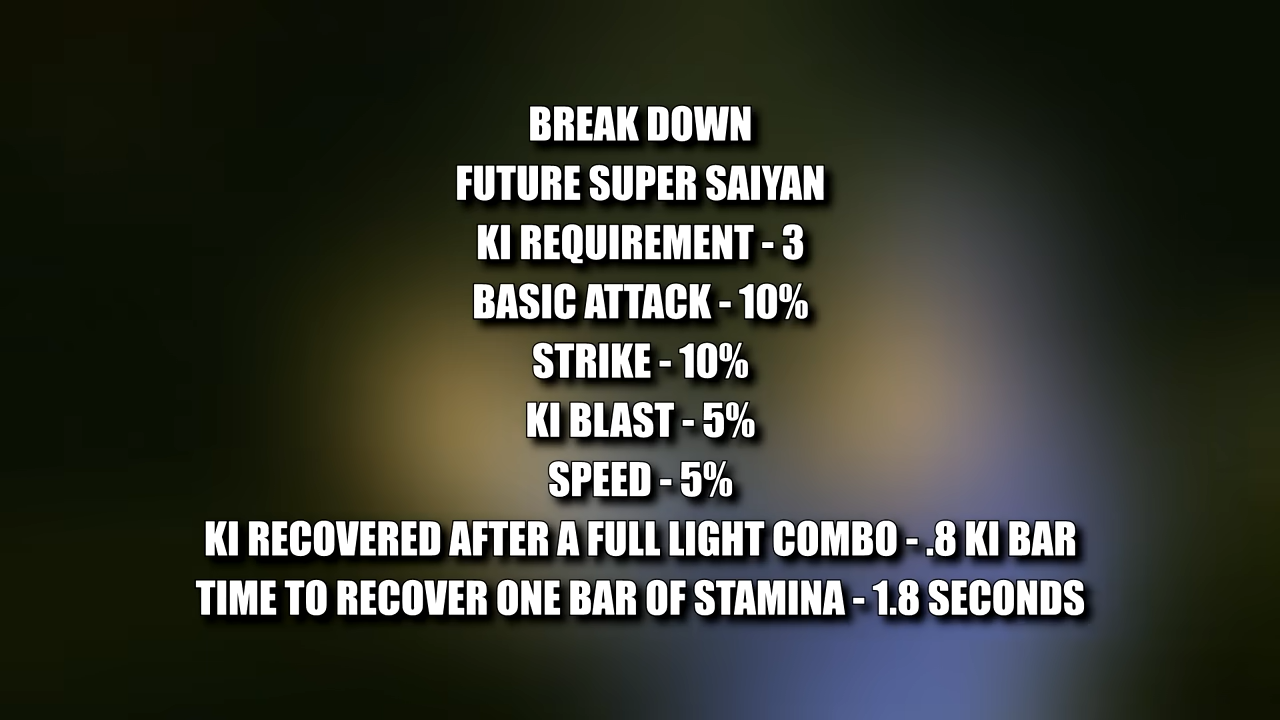 BREAK DOWN
FUTURE SUPER SAIYAN
KI REQUIREMENT - 3
BASIC ATTACK - 10%
STRIKE - 10%
KI BLAST - 5%
SPEED - 5%
KI RECOVERED AFTER A FULL LIGHT COMBO - .8 KI BAR
TIME TO RECOVER ONE BAR OF STAMINA - 1.8 SECONDS